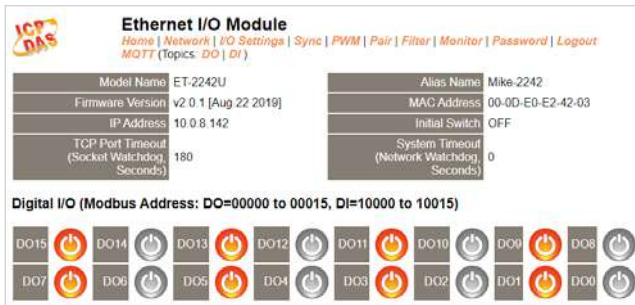 ICP
DAS
Ethernet I/O Module
Home | Network | I/O Settings | Sync | PWM | Pair | Filter | Monitor | Password | Logout
MQTT (Topics: DO | DI )
Model Name ET-2242U Alias Name Mike-2242
Firmware Version v2.0.1 [Aug 22 2019] MAC Address 00-0D-E0-E2-42-03
IP Address 10.0.8.142 Initial Switch OFF
TCP Port Timeout
(Socket Watchdog, Seconds) 180 System Timeout
(Network Watchdog, Seconds) 0
Digital I/O (Modbus Address: DO=00000 to 00015, DI=10000 to 10015)
DO15 DO14 DO13 DO12 DO11 DO10 DO9 DO8
DO7 DO6 DO5 DO4 DO3 DO2 DO1 DO0